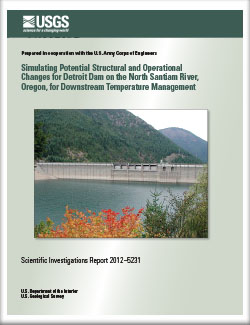 USGS
science for a changing world
Prepared in cooperation with the U.S. Army Corps of Engineers
Simulating Potential Structural and Operational
Changes for Detroit Dam on the North Santiam River,
Oregon, for Downstream Temperature Management
Scientific Investigations Report 2012–5231
U.S. Department of the Interior
U.S. Geological Survey